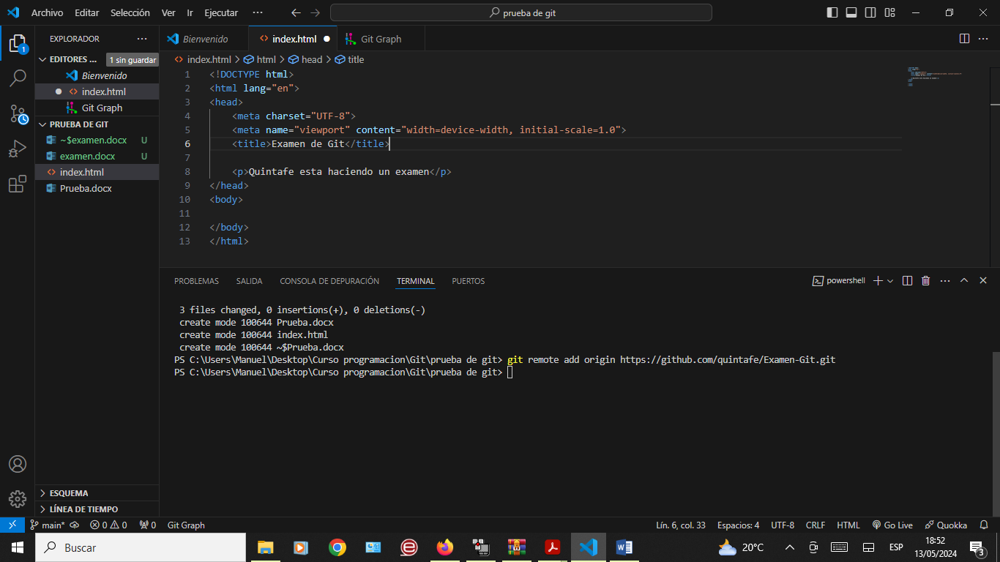 Archivo Editar Selección Ver Ir Ejecutar ··· prueba de git
EXPLORADOR ···
EDITORES ... 1 sin guardar
Bienvenido
index.html
Git Graph
PRUEBA DE GIT
~$examen.docx U
examen.docx U
index.html
Prueba.docx
ESQUEMA
LÍNEA DE TIEMPO
1
Bienvenido index.html Git Graph
index.html > html > head > title
1 <!DOCTYPE html>
2 <html lang="en">
3 <head>
4 <meta charset="UTF-8">
5 <meta name="viewport" content="width=device-width, initial-scale=1.0">
6 <title>Examen de Git</title>
7
8 <p>Quintafe esta haciendo un examen</p>
9 </head>
10 <body>
11
12 </body>
13 </html>
PROBLEMAS SALIDA CONSOLA DE DEPURACIÓN TERMINAL PUERTOS powershell
3 files changed, 0 insertions(+), 0 deletions(-)
create mode 100644 Prueba.docx
create mode 100644 index.html
create mode 100644 ~$Prueba.docx
PS C:\Users\Manuel\Desktop\Curso programacion\Git\prueba de git> git remote add origin https://github.com/quintafe/Examen-Git.git
PS C:\Users\Manuel\Desktop\Curso programacion\Git\prueba de git>
main* 0 0 0 Git Graph Lín. 6, col. 33 Espacios: 4 UTF-8 CRLF HTML Go Live Quokka
Buscar 20°C ESP 18:52
13/05/2024 3